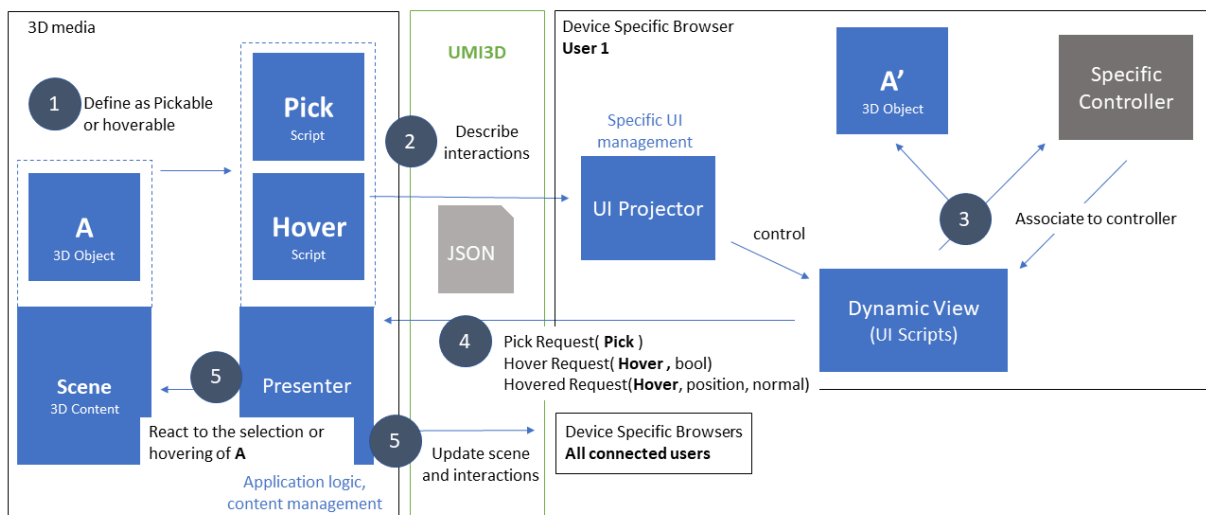 3D media
1
Define as Pickable
or hoverable
Pick
Script
Hover
Script
A
3D Object
Scene
3D Content
Presenter
5
React to the selection or
hovering of A
Application logic,
content management
UMI3D
2
Describe
interactions
JSON
4
Pick Request( Pick )
Hover Request( Hover , bool)
Hovered Request(Hover, position, normal)
5
Update scene
and interactions
Device Specific Browser
User 1
Specific UI
management
UI Projector
control
A’
3D Object
Specific
Controller
3
Associate to controller
Dynamic View
(UI Scripts)
Device Specific Browsers
All connected users